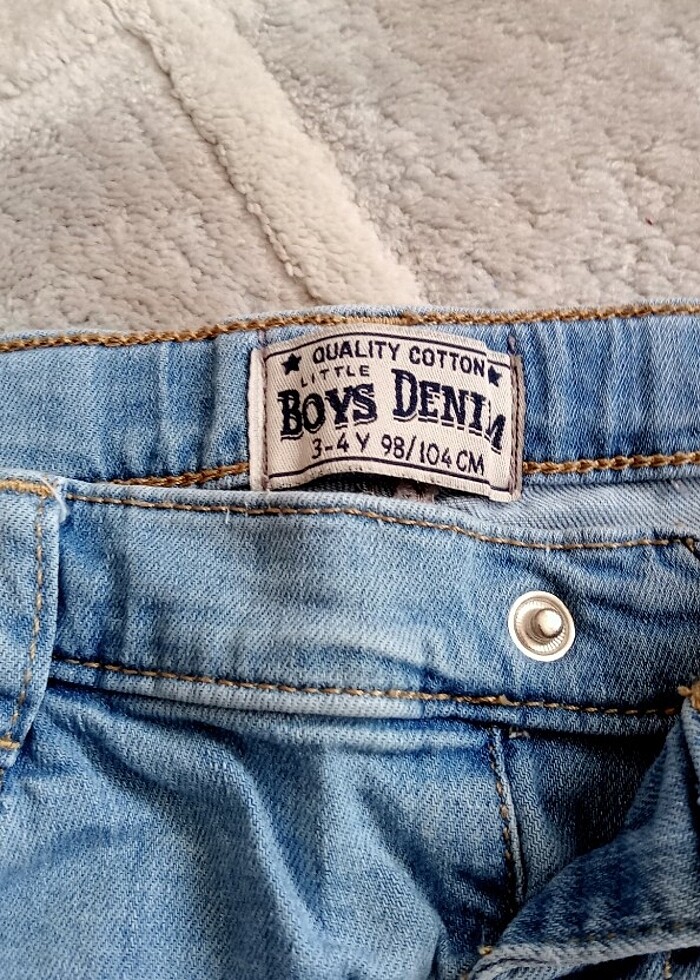 ★ QUALITY COTTON ★
LITTLE
BOYS DENIM
3-4 Y 98/104 CM